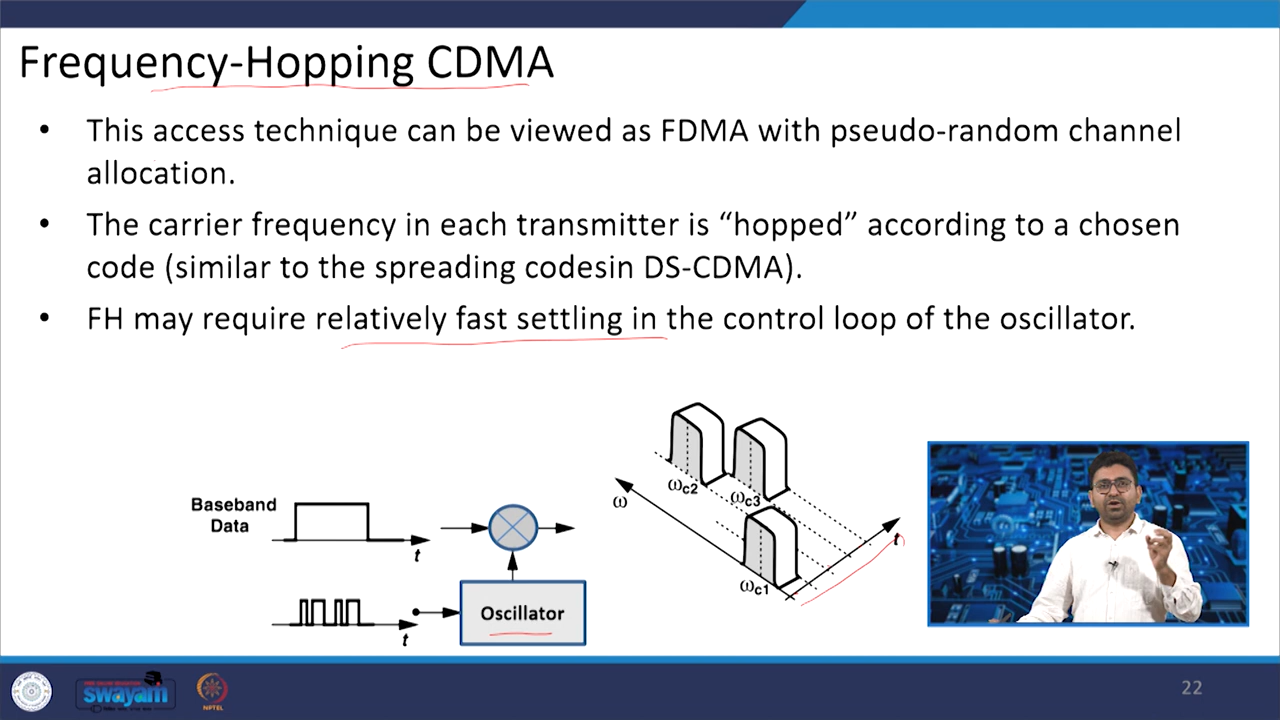 Frequency-Hopping CDMA
• This access technique can be viewed as FDMA with pseudo-random channel
allocation.
• The carrier frequency in each transmitter is “hopped” according to a chosen
code (similar to the spreading codesin DS-CDMA).
• FH may require relatively fast settling in the control loop of the oscillator.
Baseband
Data
t
t
Oscillator
ω
ωc2
ωc3
ωc1
t
swayam
NPTEL
22